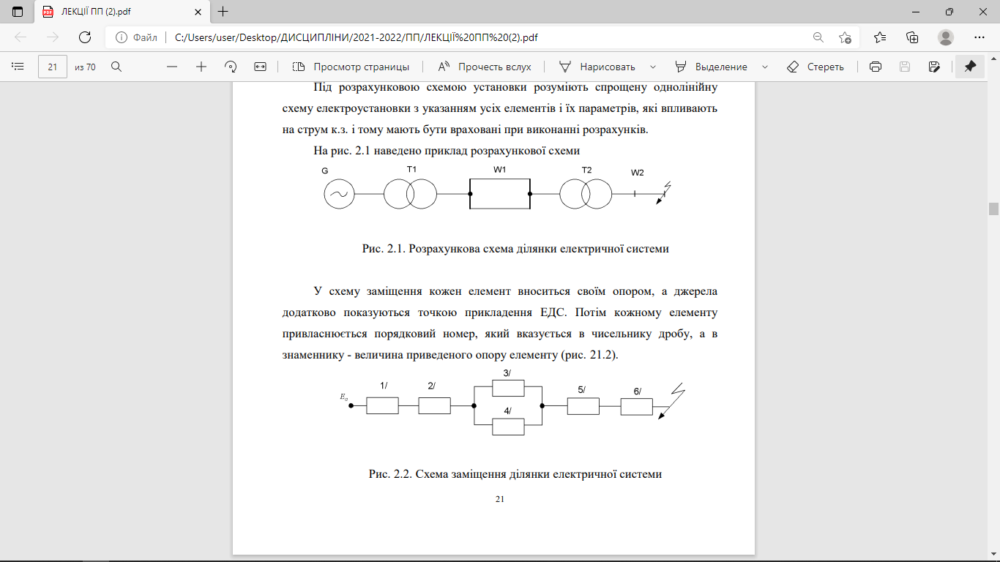 ЛЕКЦІЇ ПП (2).pdf
Файл C:/Users/user/Desktop/ДИСЦИПЛІНИ/2021-2022/ПП/ЛЕКЦІЇ%20ПП%20(2).pdf
21 из 70 Просмотр страницы Прочесть вслух Нарисовать Выделение Стереть
Під розрахунковою схемою установки розуміють спрощену однолінійну
схему електроустановки з указанням усіх елементів і їх параметрів, які впливають
на струм к.з. і тому мають бути враховані при виконанні розрахунків.
На рис. 2.1 наведено приклад розрахункової схеми
G T1 W1 T2 W2
Рис. 2.1. Розрахункова схема ділянки електричної системи
У схему заміщення кожен елемент вноситься своїм опором, а джерела
додатково показуються точкою прикладення ЕДС. Потім кожному елементу
привласнюється порядковий номер, який вказується в чисельнику дробу, а в
знаменнику - величина приведеного опору елементу (рис. 21.2).
E_G 1/ 2/ 3/ 4/ 5/ 6/
Рис. 2.2. Схема заміщення ділянки електричної системи
21